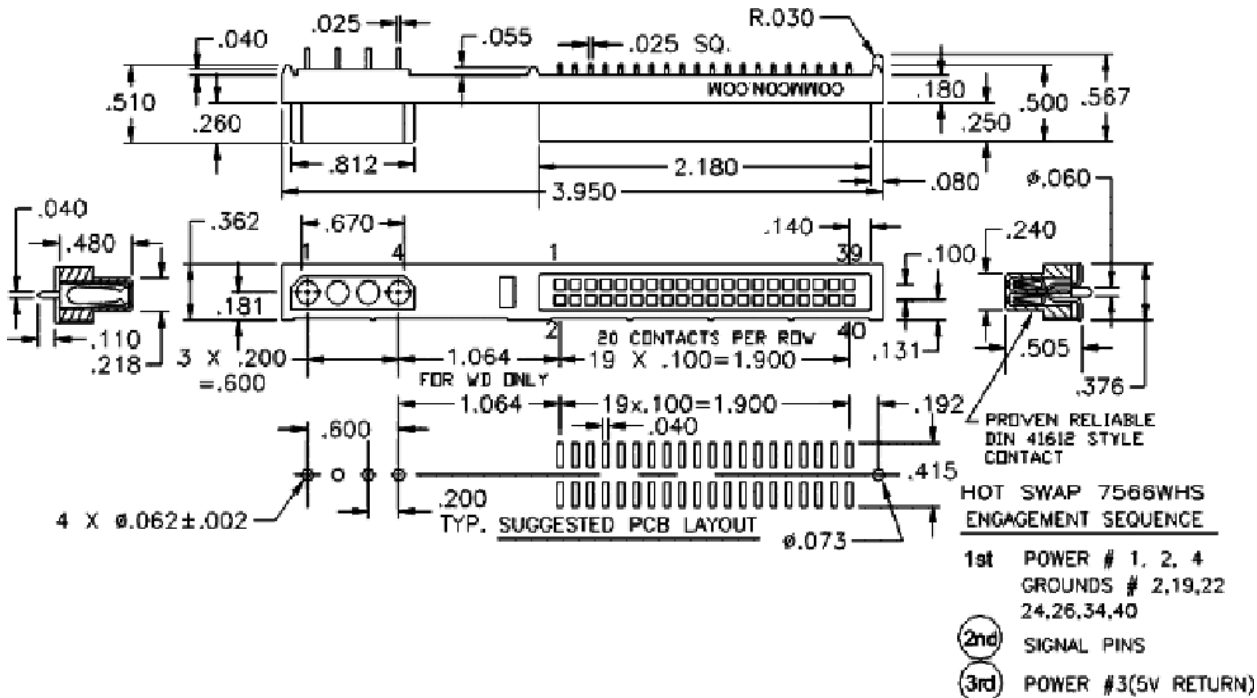 .025
R.030
.040
.055
.025 SQ.
COMMCON.COM
.510
.260
.180
.500
.567
.250
.812
2.180
3.950
.080
ø.060
.040
.480
.362
.670
.140
.240
1
4
1
39
.100
.181
2
20 CONTACTS PER ROW
40
.110
.218
3 X .200
=.600
1.064
19 X .100=1.900
.131
.505
.376
FOR WD ONLY
1.064
19x.100=1.900
.192
PROVEN RELIABLE
DIN 41612 STYLE
CONTACT
.600
.040
.415
.200
4 X ø.062±.002
TYP. SUGGESTED PCB LAYOUT
ø.073
HOT SWAP 7566WHS
ENGAGEMENT SEQUENCE
1st POWER # 1, 2, 4
GROUNDS # 2,19,22
24,26,34,40
2nd SIGNAL PINS
3rd POWER #3(5V RETURN)